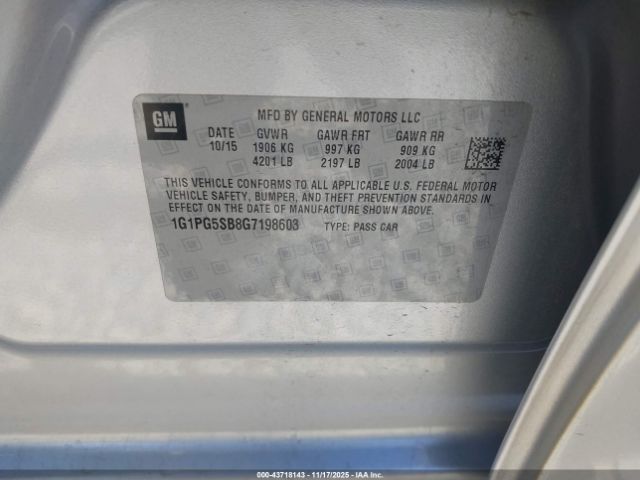 GM
MFD BY GENERAL MOTORS LLC
DATE GVWR GAWR FRT GAWR RR
10/15 1906 KG 997 KG 909 KG
4201 LB 2197 LB 2004 LB
THIS VEHICLE CONFORMS TO ALL APPLICABLE U.S. FEDERAL MOTOR
VEHICLE SAFETY, BUMPER, AND THEFT PREVENTION STANDARDS IN
EFFECT ON THE DATE OF MANUFACTURE SHOWN ABOVE.
1G1PG5SB8G7198603 TYPE: PASS CAR
00-43718143 - 11/17/2025 - IAA Inc.